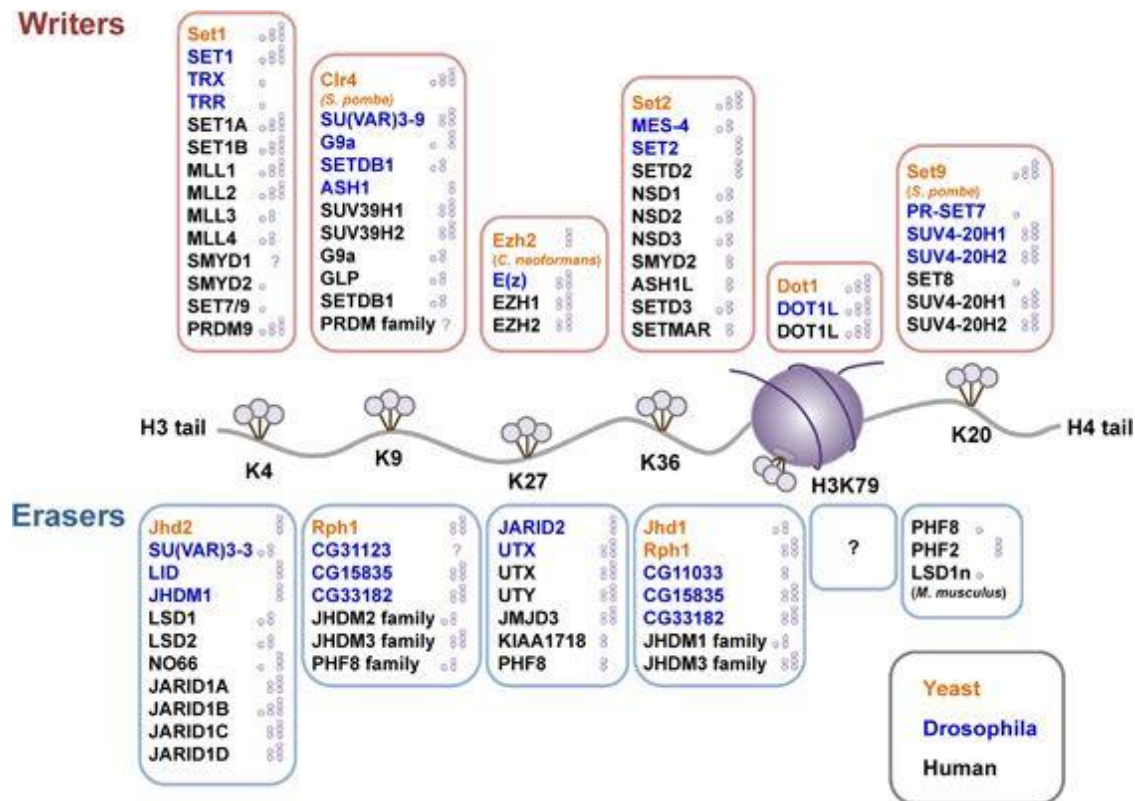 Writers
Set1
SET1
TRX
TRR
SET1A
SET1B
MLL1
MLL2
MLL3
MLL4
SMYD1 ?
SMYD2
SET7/9
PRDM9
Clr4
(S. pombe)
SU(VAR)3-9
G9a
SETDB1
ASH1
SUV39H1
SUV39H2
G9a
GLP
SETDB1
PRDM family ?
Ezh2
(C. neoformans)
E(z)
EZH1
EZH2
Set2
MES-4
SET2
SETD2
NSD1
NSD2
NSD3
SMYD2
ASH1L
SETD3
SETMAR
Dot1
DOT1L
DOT1L
Set9
(S. pombe)
PR-SET7
SUV4-20H1
SUV4-20H2
SET8
SUV4-20H1
SUV4-20H2
H3 tail
K4
K9
K27
K36
H3K79
K20
H4 tail
Erasers
Jhd2
SU(VAR)3-3
LID
JHDM1
LSD1
LSD2
NO66
JARID1A
JARID1B
JARID1C
JARID1D
Rph1
CG31123 ?
CG15835
CG33182
JHDM2 family
JHDM3 family
PHF8 family
JARID2
UTX
UTX
UTY
JMJD3
KIAA1718
PHF8
Jhd1
Rph1
CG11033
CG15835
CG33182
JHDM1 family
JHDM3 family
?
PHF8
PHF2
LSD1n
(M. musculus)
Yeast
Drosophila
Human